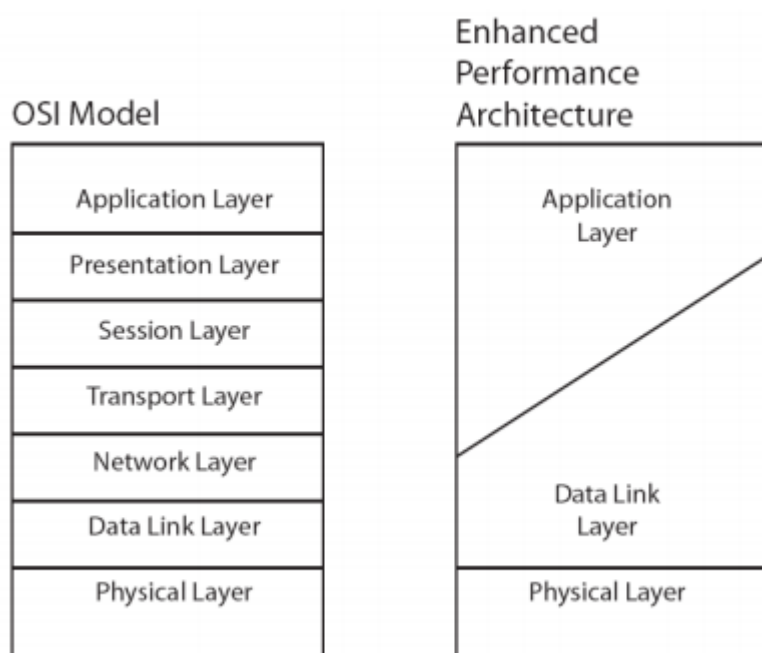 OSI Model
Application Layer
Presentation Layer
Session Layer
Transport Layer
Network Layer
Data Link Layer
Physical Layer
Enhanced
Performance
Architecture
Application
Layer
Data Link
Layer
Physical Layer